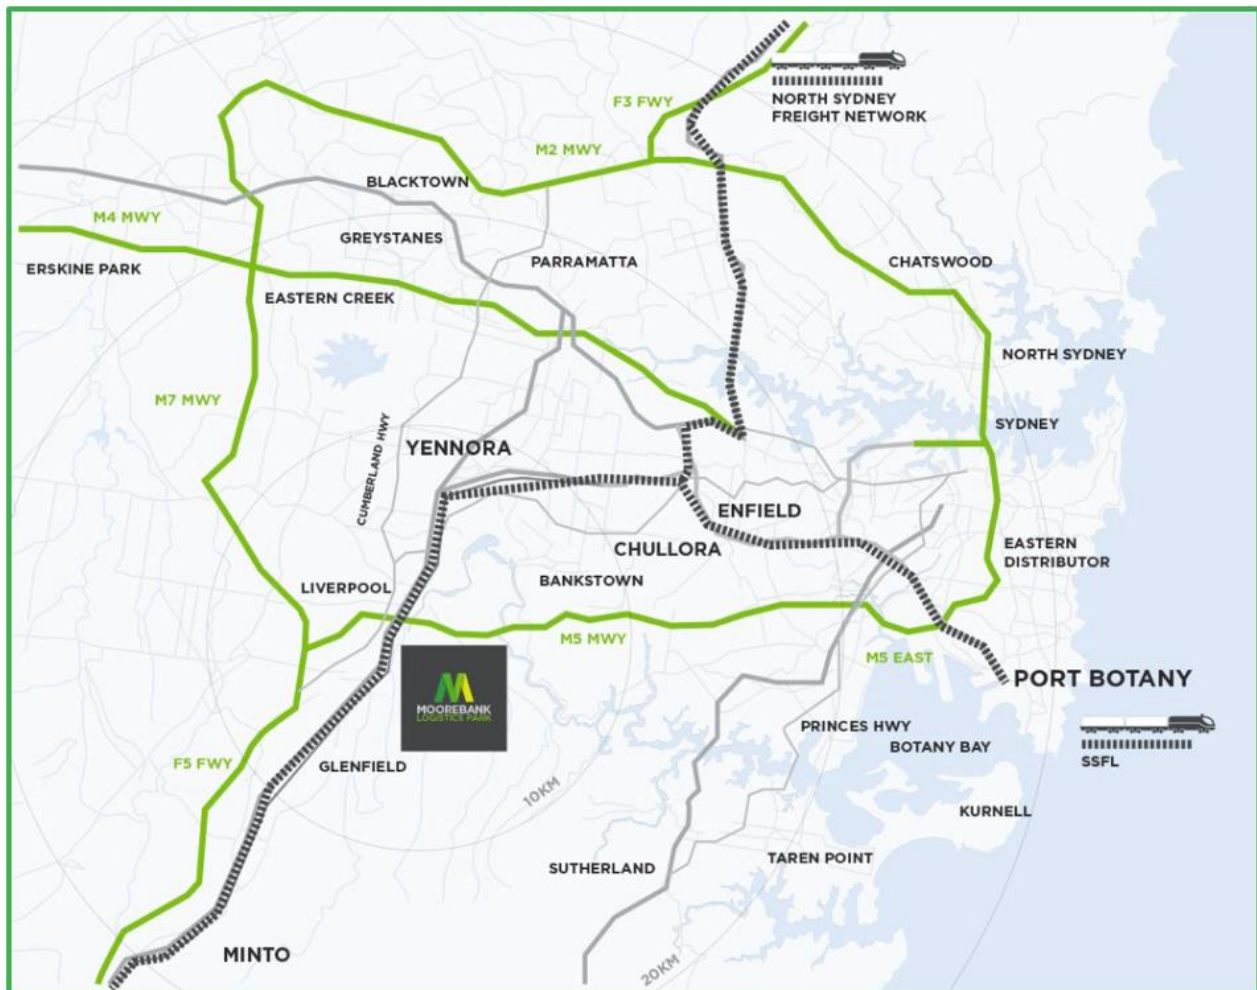 NORTH SYDNEY
FREIGHT NETWORK
F3 FWY
M2 MWY
BLACKTOWN
M4 MWY
GREYSTANES
ERSKINE PARK
PARRAMATTA
CHATSWOOD
EASTERN CREEK
NORTH SYDNEY
M7 MWY
SYDNEY
YENNORA
CUMBERLAND HWY
ENFIELD
CHULLORA
EASTERN
DISTRIBUTOR
BANKSTOWN
LIVERPOOL
M5 MWY
M5 EAST
PORT BOTANY
MOOREBANK
LOGISTICS PARK
PRINCES HWY
BOTANY BAY
SSFL
F5 FWY
GLENFIELD
10KM
KURNELL
SUTHERLAND
TAREN POINT
MINTO
20KM